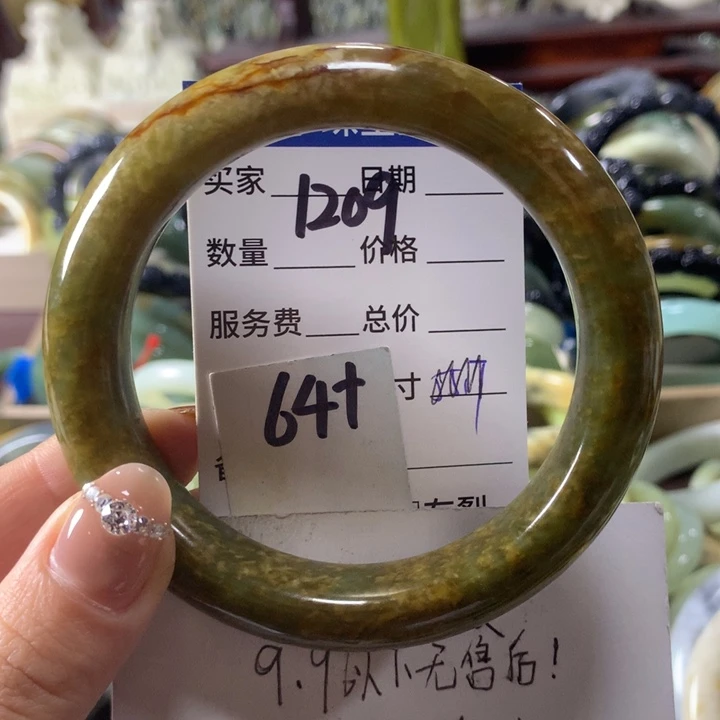 买家 1209 日期
数量 价格
服务费 总价
64+ 寸
9.9以下无售后!